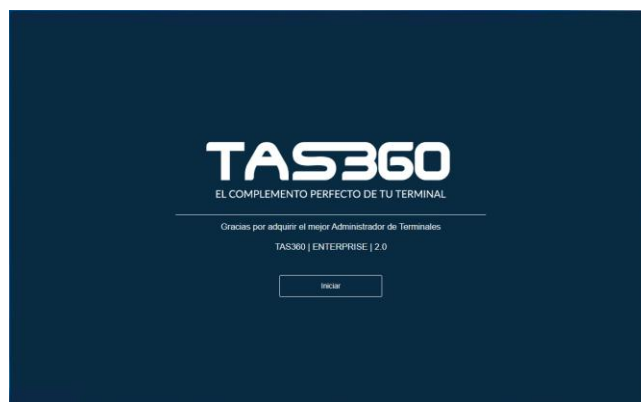 TAS360
EL COMPLEMENTO PERFECTO DE TU TERMINAL
Gracias por adquirir el mejor Administrador de Terminales
TAS360 | ENTERPRISE | 2.0
Iniciar